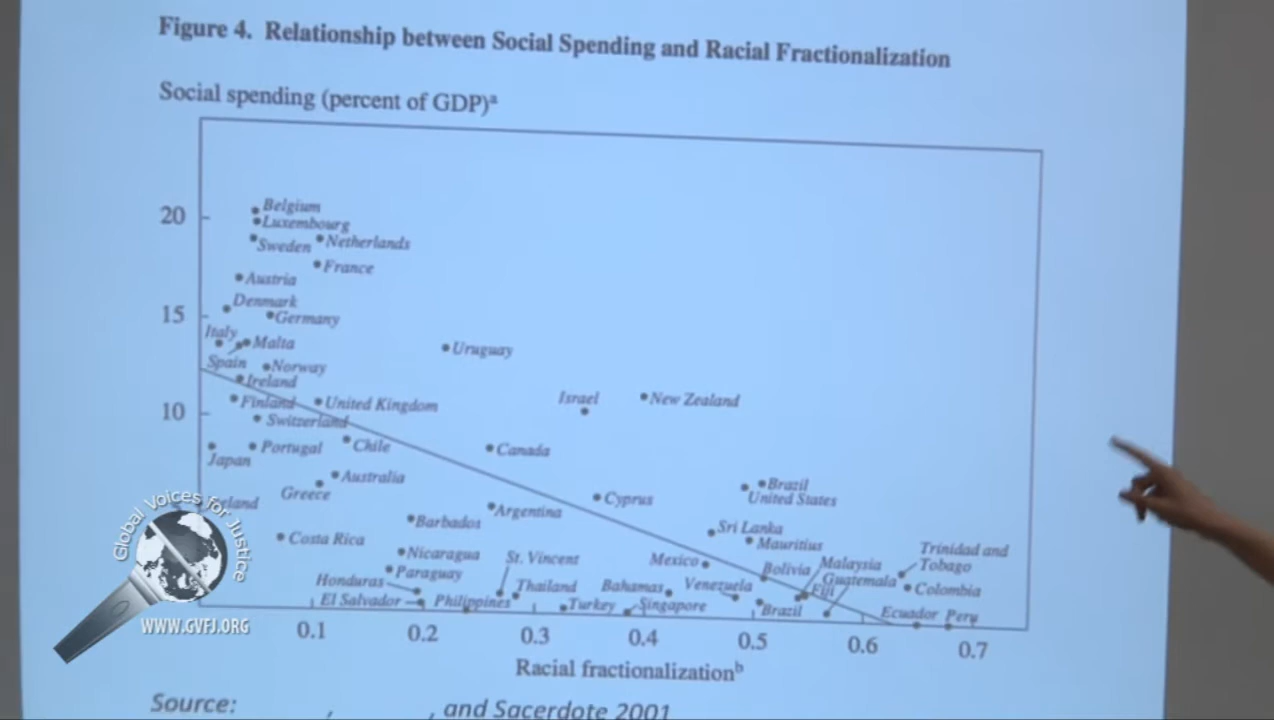 Figure 4. Relationship between Social Spending and Racial Fractionalization
Social spending (percent of GDP)ᵃ
20
Belgium
Luxembourg
Sweden Netherlands
France
Austria
Denmark
15
Germany
Italy
Malta
Uruguay
Spain Norway
Ireland
Israel New Zealand
10
Finland United Kingdom
Switzerland
Chile
Canada
Japan Portugal
Australia
Greece
Brazil
United States
Cyprus
Argentina
Barbados
Sri Lanka
Mauritius
Costa Rica
Nicaragua St. Vincent
Mexico
Trinidad and
Tobago
Paraguay
Bolivia Malaysia
Honduras
Thailand Bahamas Venezuela Guatemala Colombia
Fiji
El Salvador Philippines Turkey Singapore Brazil Ecuador Peru
0.1 0.2 0.3 0.4 0.5 0.6 0.7
Racial fractionalizationᵇ
Source: , , and Sacerdote 2001
Global Voices for Justice
WWW.GVFJ.ORG